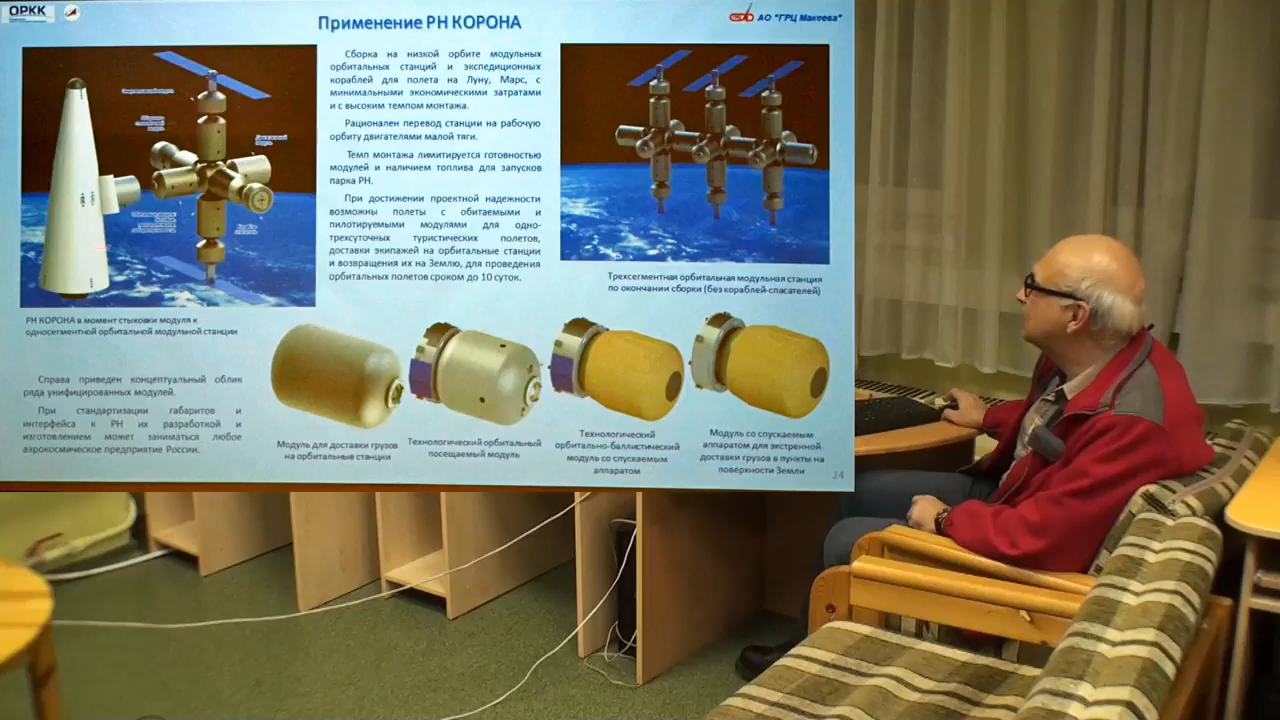 ОРКК
Применение РН КОРОНА
АО "ГРЦ Макеева"
Сборка на низкой орбите модульных
орбитальных станций и экспедиционных
кораблей для полета на Луну, Марс, с
минимальными экономическими затратами
и с высоким темпом монтажа.
Рационален перевод станции на рабочую
орбиту двигателями малой тяги.
Темп монтажа лимитируется готовностью
модулей и наличием топлива для запусков
парка РН.
При достижении проектной надежности
возможны полеты с обитаемыми и
пилотируемыми модулями для одно-
трехсуточных туристических полетов,
доставки экипажей на орбитальные станции
и возвращения их на Землю, для проведения
орбитальных полетов сроком до 10 суток.
Трехсегментная орбитальная модульная станция
по окончании сборки (без кораблей-спасателей)
РН КОРОНА в момент стыковки модуля к
односегментной орбитальной модульной станции
Справа приведен концептуальный облик
ряда унифицированных модулей.
При стандартизации габаритов и
интерфейса к РН их разработкой и
изготовлением может заниматься любое
аэрокосмическое предприятие России.
Модуль для доставки грузов
на орбитальные станции
Технологический орбитальный
посещаемый модуль
Технологический
орбитально-баллистический
модуль со спускаемым
аппаратом
Модуль со спускаемым
аппаратом для экстренной
доставки грузов в пункты на
поверхности Земли
24